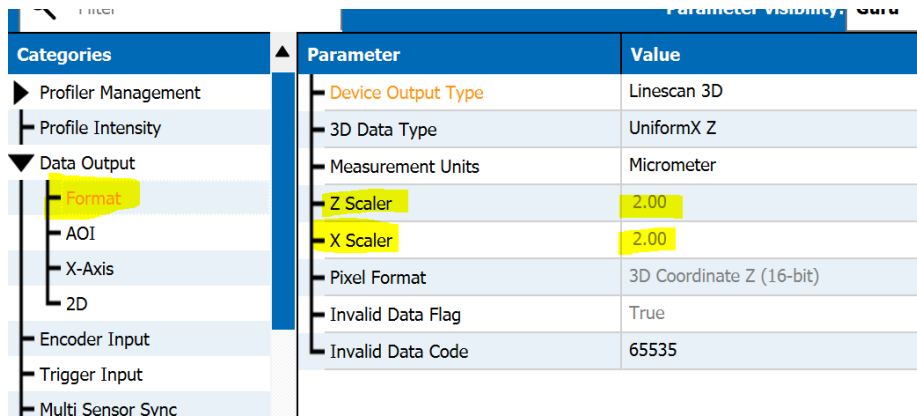 Filter
Parameter Visibility: Guru
Categories
Parameter
Value
Profiler Management
Profile Intensity
Data Output
Format
AOI
X-Axis
2D
Encoder Input
Trigger Input
Multi Sensor Sync
Device Output Type
Linescan 3D
3D Data Type
UniformX Z
Measurement Units
Micrometer
Z Scaler
2.00
X Scaler
2.00
Pixel Format
3D Coordinate Z (16-bit)
Invalid Data Flag
True
Invalid Data Code
65535